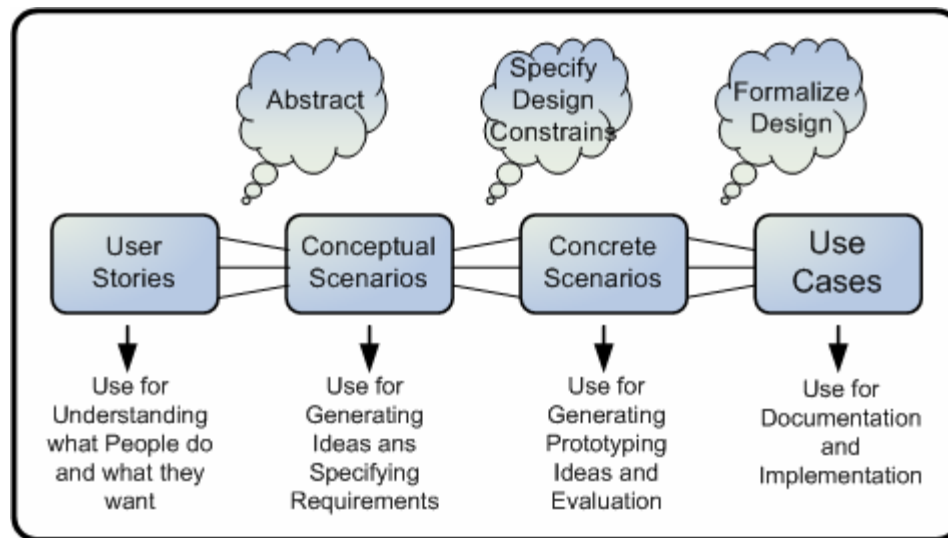 Abstract
Specify
Design
Constrains
Formalize
Design
User
Stories
Conceptual
Scenarios
Concrete
Scenarios
Use
Cases
Use for
Understanding
what People do
and what they
want
Use for
Generating
Ideas ans
Specifying
Requirements
Use for
Generating
Prototyping
Ideas and
Evaluation
Use for
Documentation
and
Implementation